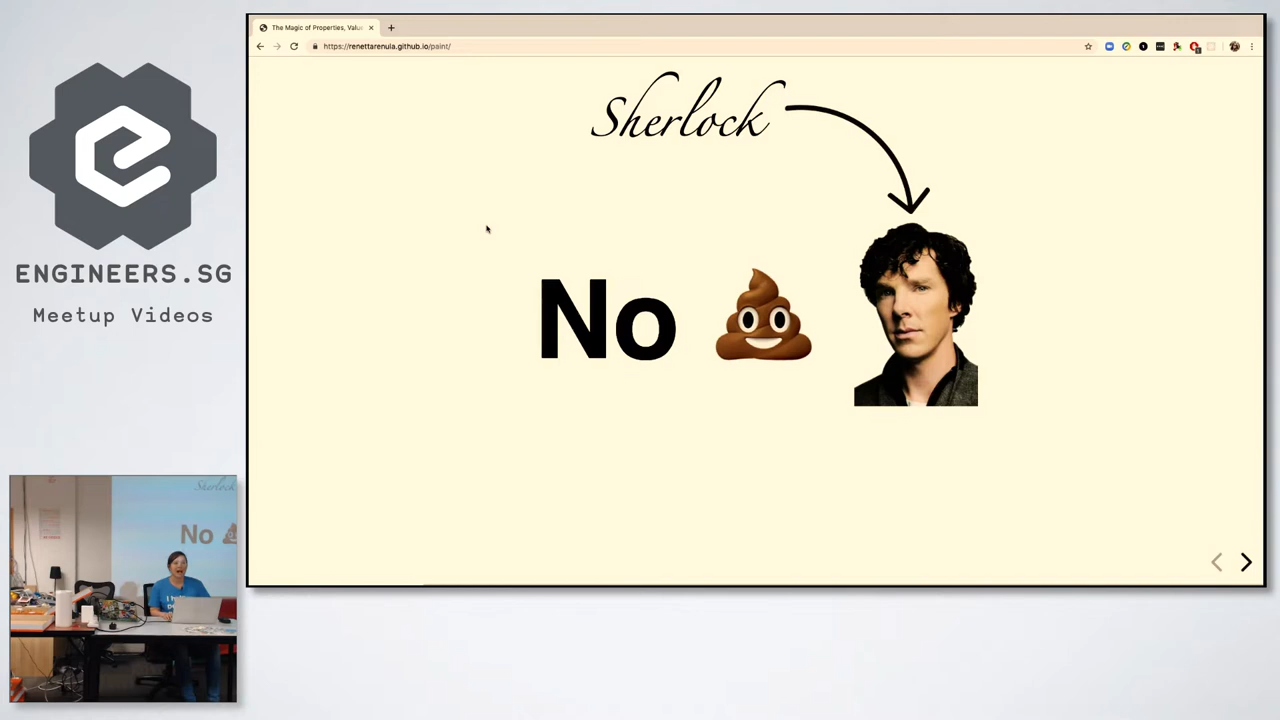 The Magic of Properties, Valu
https://renettarenula.github.io/paint/
Sherlock
No
ENGINEERS.SG
Meetup Videos
Sherlock
No